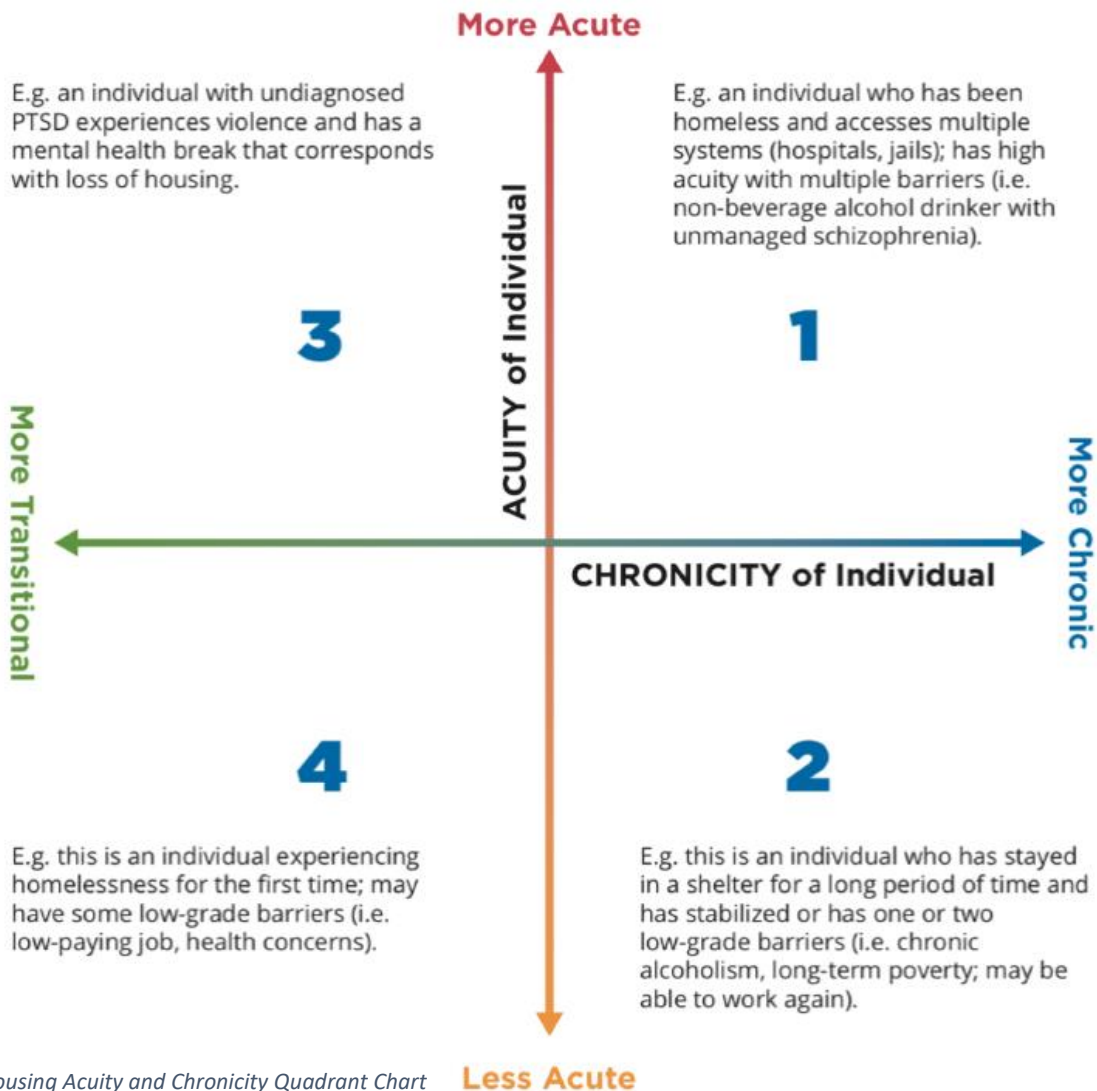 More Acute
E.g. an individual with undiagnosed
PTSD experiences violence and has a
mental health break that corresponds
with loss of housing.
E.g. an individual who has been
homeless and accesses multiple
systems (hospitals, jails); has high
acuity with multiple barriers (i.e.
non-beverage alcohol drinker with
unmanaged schizophrenia).
ACUITY of Individual
3
1
More Transitional
More Chronic
CHRONICITY of Individual
4
2
E.g. this is an individual experiencing
homelessness for the first time; may
have some low-grade barriers (i.e.
low-paying job, health concerns).
E.g. this is an individual who has stayed
in a shelter for a long period of time and
has stabilized or has one or two
low-grade barriers (i.e. chronic
alcoholism, long-term poverty; may be
able to work again).
ousing Acuity and Chronicity Quadrant Chart
Less Acute